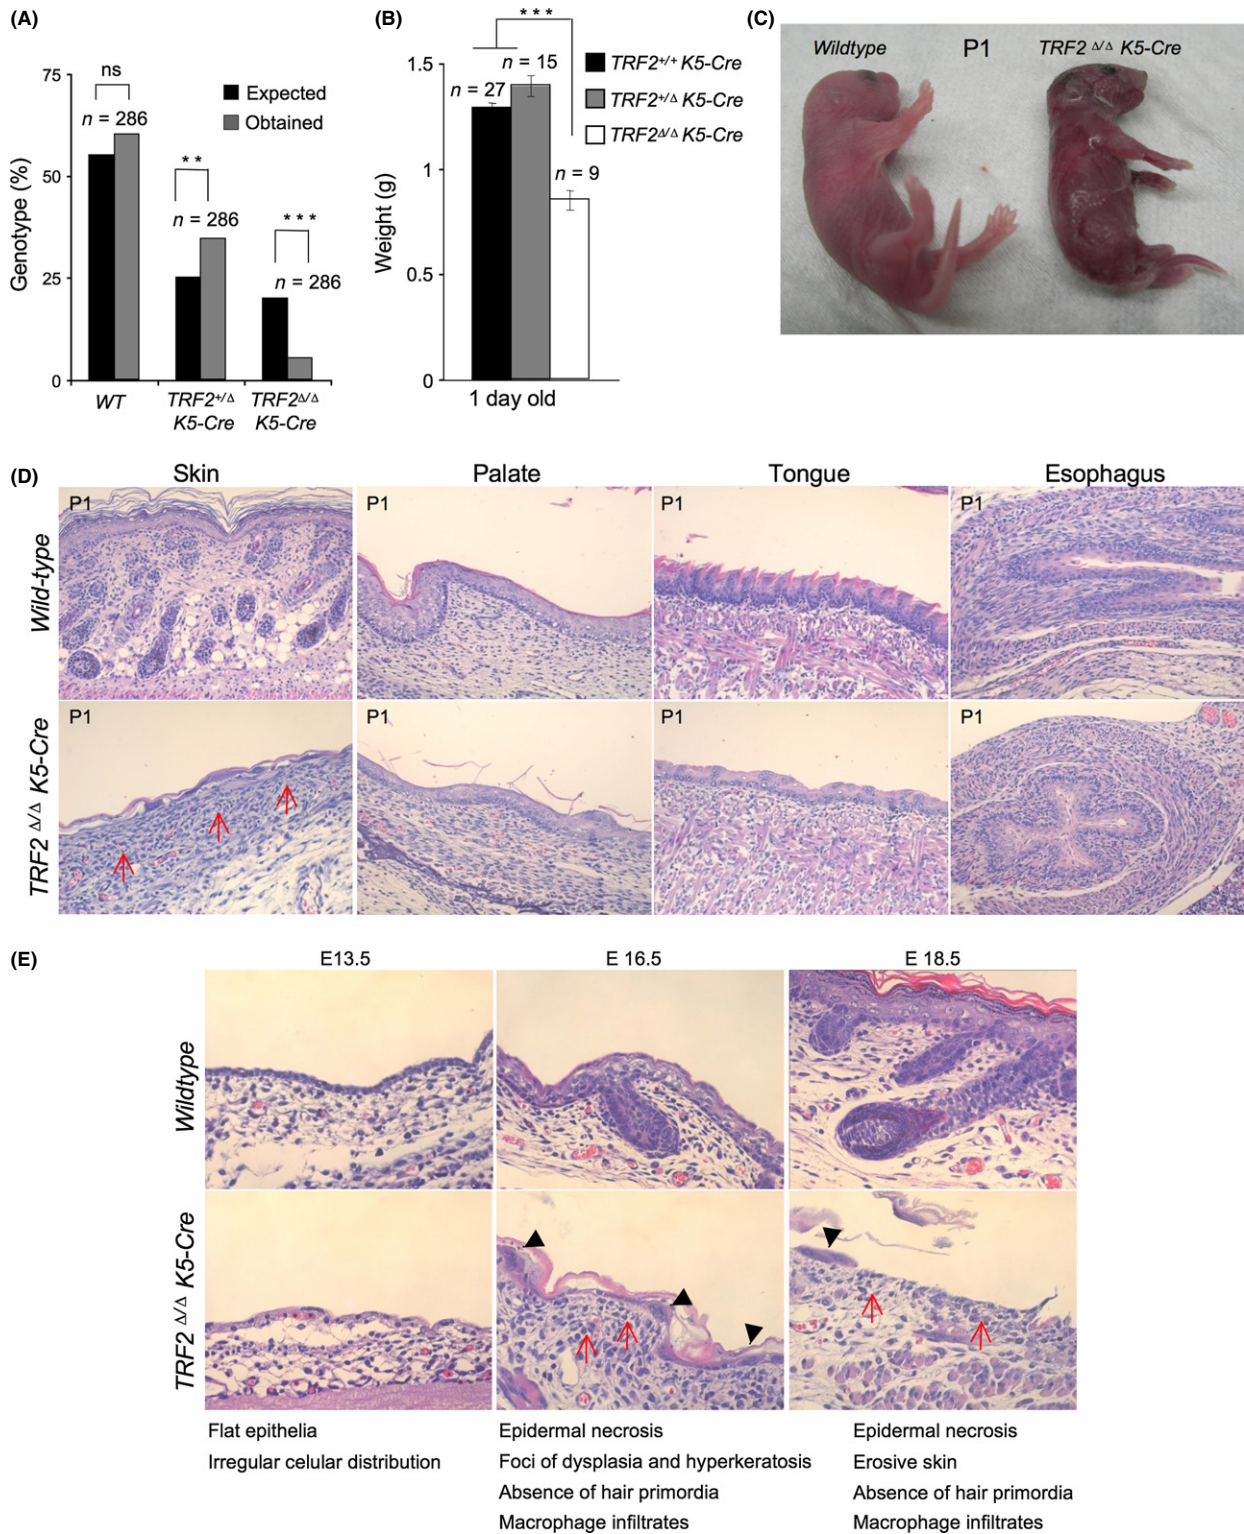 (A)
75
50
25
0
Genotype (%)
ns
n = 286
Expected
Obtained
**
n = 286
***
n = 286
WT
TRF2+/Δ
K5-Cre
TRF2Δ/Δ
K5-Cre
(B)
***
1.5
1
0.5
0
Weight (g)
n = 27
n = 15
n = 9
TRF2+/+ K5-Cre
TRF2+/Δ K5-Cre
TRF2Δ/Δ K5-Cre
1 day old
(C)
Wildtype P1 TRF2 Δ/Δ K5-Cre
(D)
Skin Palate Tongue Esophagus
Wild-type
P1 P1 P1 P1
TRF2 Δ/Δ K5-Cre
P1 P1 P1 P1
(E)
E13.5 E 16.5 E 18.5
Wildtype
TRF2 Δ/Δ K5-Cre
Flat epithelia
Irregular celular distribution
Epidermal necrosis
Foci of dysplasia and hyperkeratosis
Absence of hair primordia
Macrophage infiltrates
Epidermal necrosis
Erosive skin
Absence of hair primordia
Macrophage infiltrates